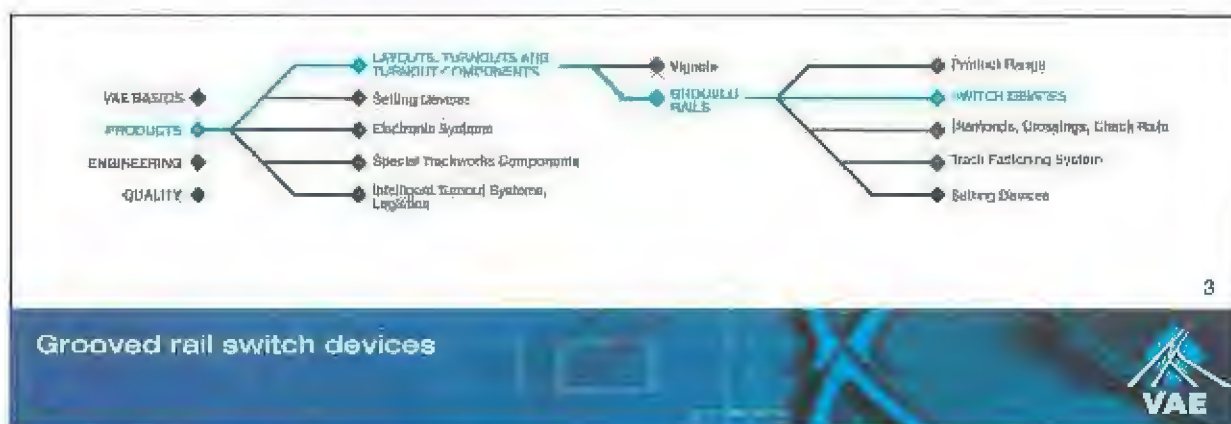 VAE BASICS
PRODUCTS
ENGINEERING
QUALITY
LAYOUTS, TURNOUTS AND
TURNOUT COMPONENTS
Setting Devices
Electronic Systems
Special Trackworks Components
Intelligent Turnout Systems,
Logistics
Vignole
GROOVED
RAILS
Product Range
SWITCH DEVICES
Diamonds, Crossings, Check Rails
Track Fastening System
Setting Devices
3
Grooved rail switch devices
VAE